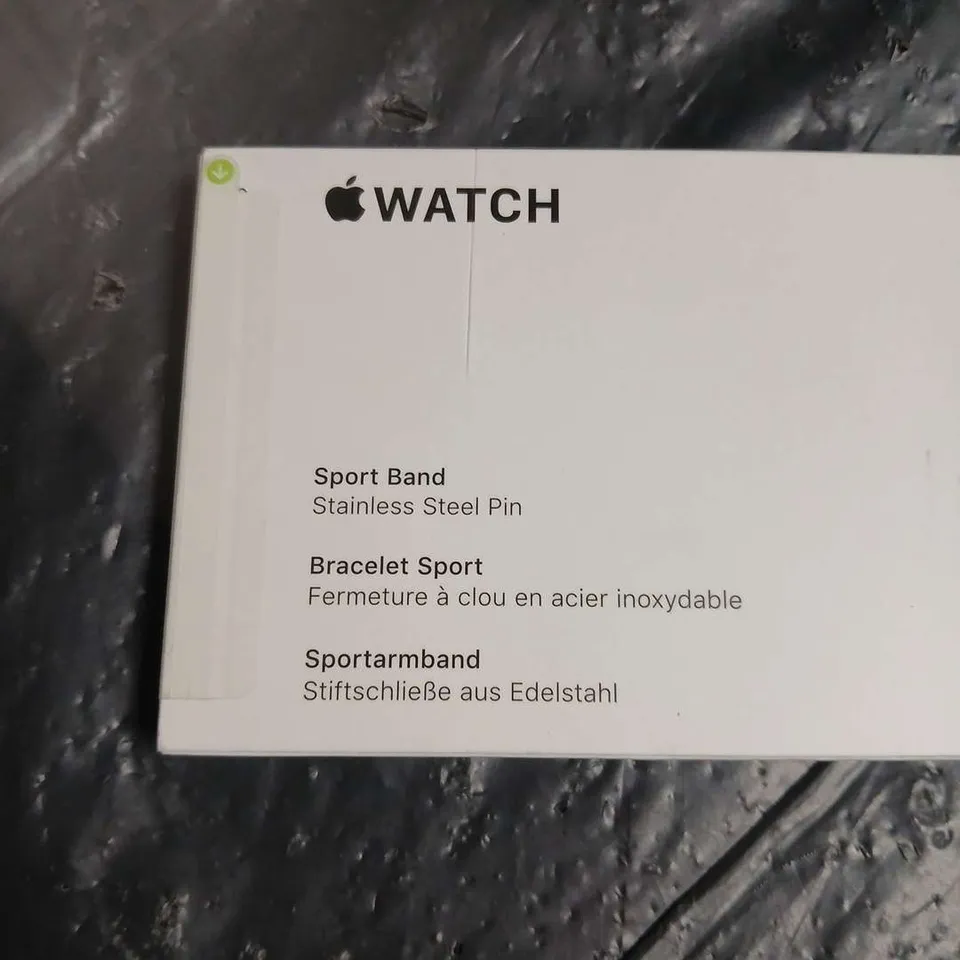 WATCH
Sport Band
Stainless Steel Pin
Bracelet Sport
Fermeture à clou en acier inoxydable
Sportarmband
Stiftschließe aus Edelstahl